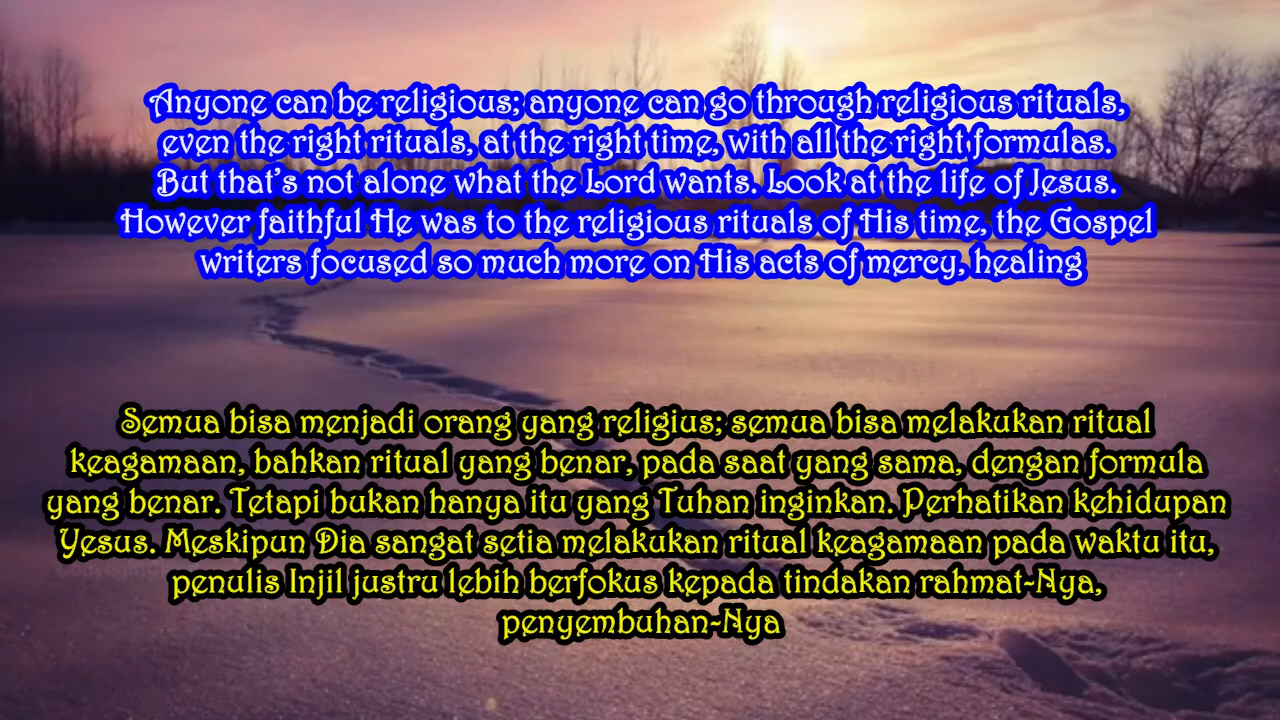 Anyone can be religious; anyone can go through religious rituals,
even the right rituals, at the right time, with all the right formulas.
But that's not alone what the Lord wants. Look at the life of Jesus.
However faithful He was to the religious rituals of His time, the Gospel
writers focused so much more on His acts of mercy, healing
Semua bisa menjadi orang yang religius; semua bisa melakukan ritual
keagamaan, bahkan ritual yang benar, pada saat yang sama, dengan formula
yang benar. Tetapi bukan hanya itu yang Tuhan inginkan. Perhatikan kehidupan
Yesus. Meskipun Dia sangat setia melakukan ritual keagamaan pada waktu itu,
penulis Injil justru lebih berfokus kepada tindakan rahmat-Nya,
penyembuhan-Nya